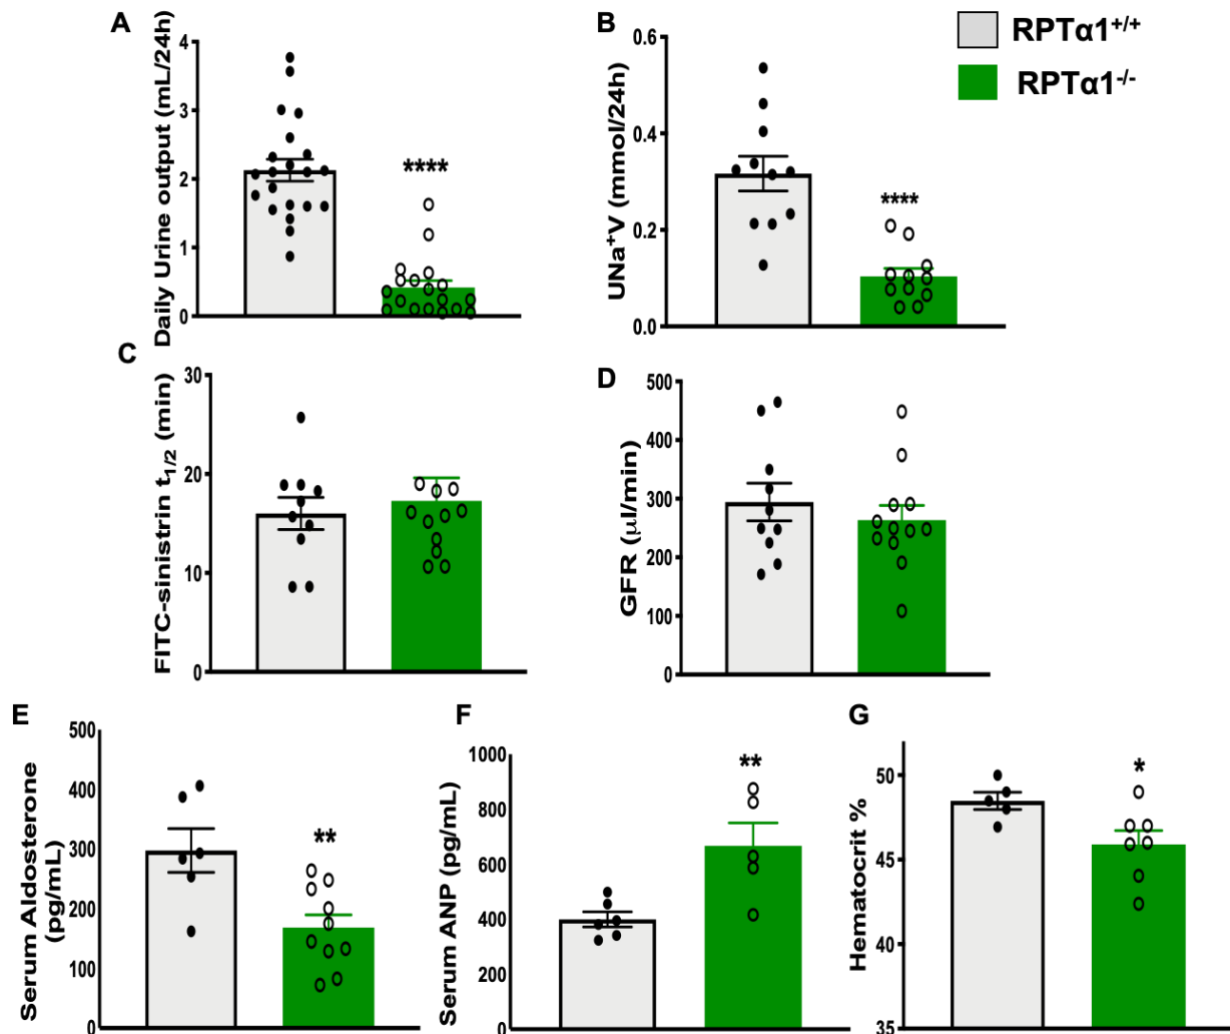 A
Daily Urine output (mL/24h)
4
3
2
1
0
****
B
UNa⁺V (mmol/24h)
0.6
0.4
0.2
0.0
****
RPTα1⁺/⁺
RPTα1⁻/⁻
C
FITC-sinistrin t₁/₂ (min)
30
20
10
0
D
GFR (μl/min)
500
400
300
200
100
0
E
Serum Aldosterone
(pg/mL)
500
400
300
200
100
0
**
F
Serum ANP (pg/mL)
1000
800
600
400
200
0
**
G
Hematocrit %
50
45
40
35
*